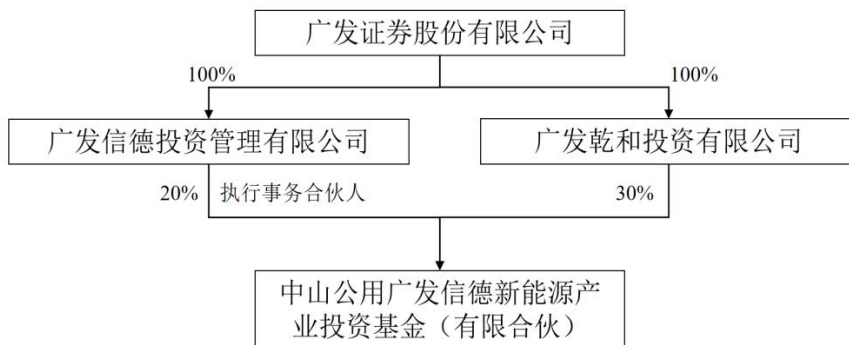 广发证券股份有限公司
100%
100%
广发信德投资管理有限公司
广发乾和投资有限公司
20%
执行事务合伙人
30%
中山公用广发信德新能源产
业投资基金（有限合伙）